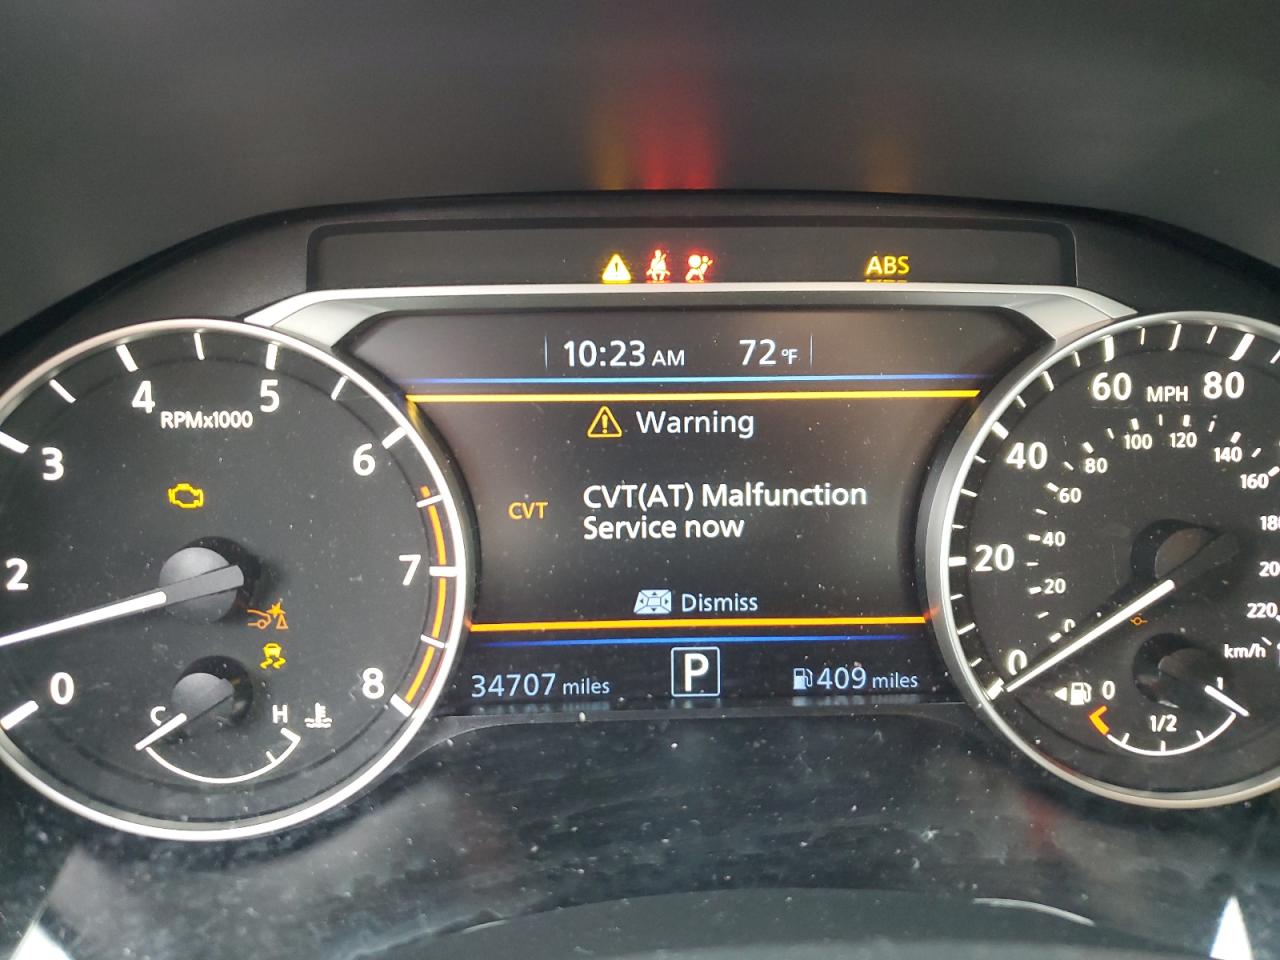 ABS
10:23 AM 72°F
Warning
CVT
CVT(AT) Malfunction
Service now
Dismiss
34707 miles
P
409 miles
0
2
3
4
5
6
7
8
RPMx1000
C
H
0
20
40
60
80
MPH
0
20
40
60
80
100
120
140
160
220
km/h
0
1/2
1